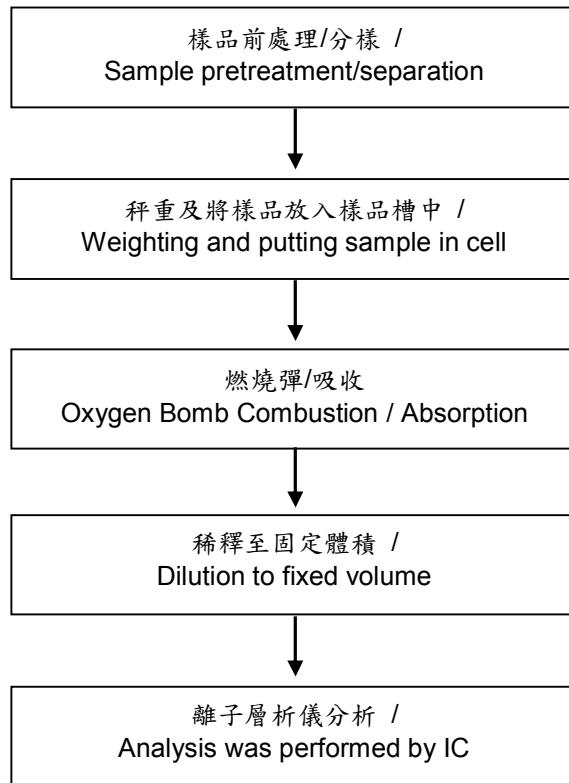 樣品前處理/分樣 /
Sample pretreatment/separation
秤重及將樣品放入樣品槽中 /
Weighting and putting sample in cell
燃燒彈/吸收
Oxygen Bomb Combustion / Absorption
稀釋至固定體積 /
Dilution to fixed volume
離子層析儀分析 /
Analysis was performed by IC